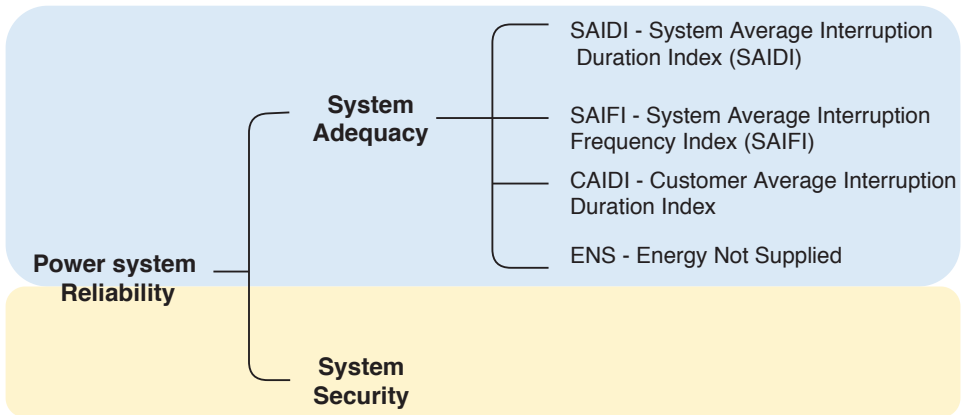 SAIDI - System Average Interruption
Duration Index (SAIDI)
System
Adequacy
SAIFI - System Average Interruption
Frequency Index (SAIFI)
CAIDI - Customer Average Interruption
Duration Index
ENS - Energy Not Supplied
Power system
Reliability
System
Security